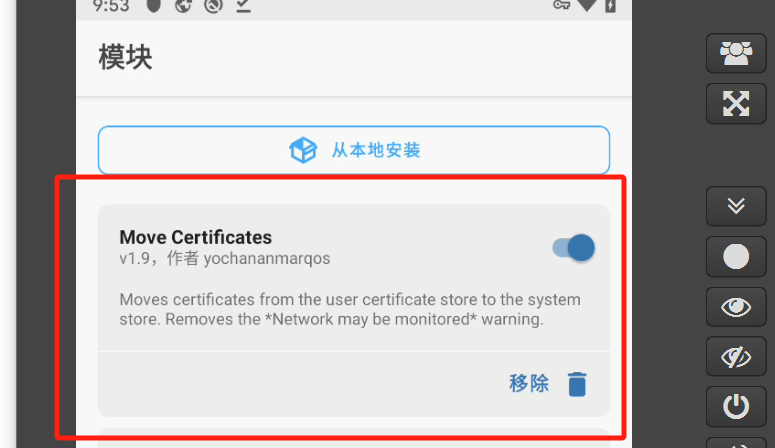 9:53
模块
从本地安装
Move Certificates
v1.9，作者 yochananmarqos
Moves certificates from the user certificate store to the system
store. Removes the *Network may be monitored* warning.
移除